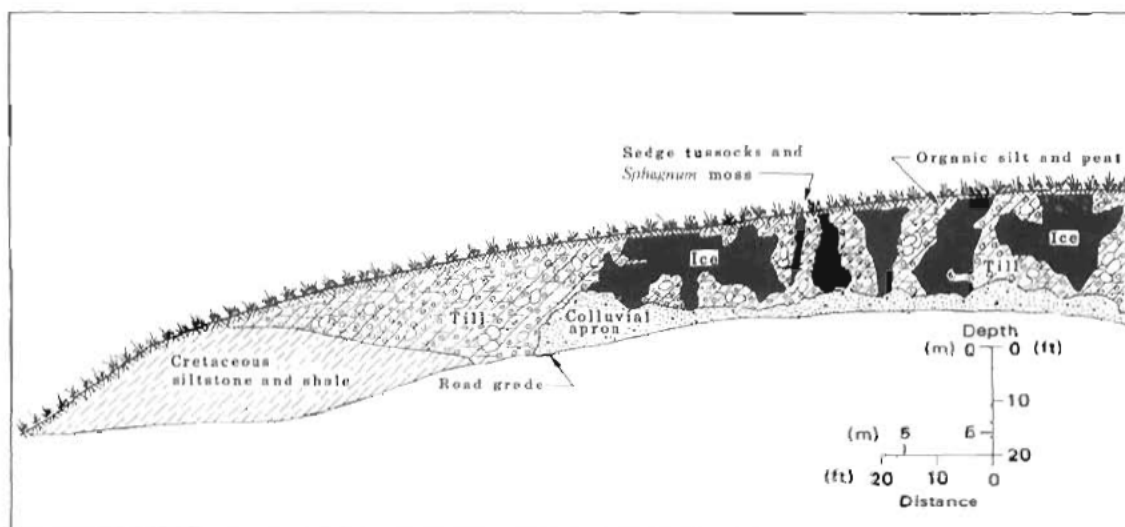 Sedge tussocks and
Sphagnum moss
Organic silt and peat
Ice
Ice
Till
Till
Colluvial
apron
Cretaceous
siltstone and shale
Road grade
Depth
(m) 0 0 (ft)
10
(m) 5 5
20
(ft) 20 10 0
Distance